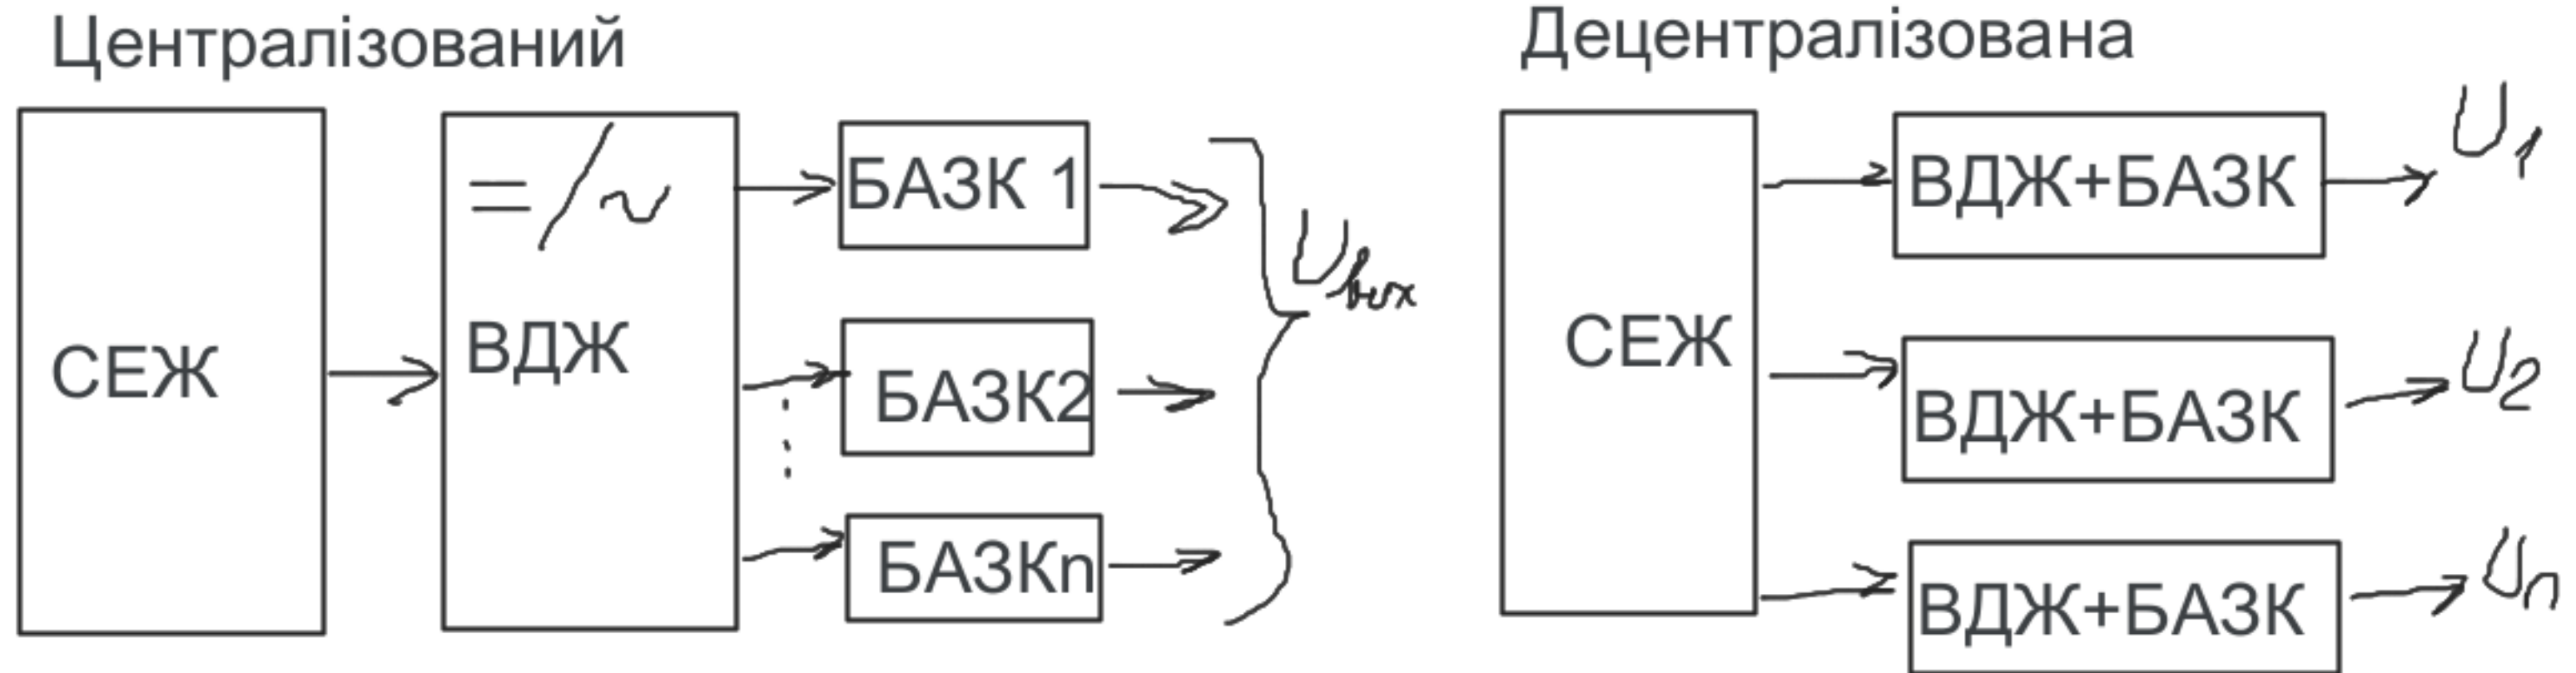 Централізований
СЕЖ
=/~
ВДЖ
БАЗК 1
БАЗК2
БАЗКn
Uвих
Децентралізована
СЕЖ
ВДЖ+БАЗК
U1
ВДЖ+БАЗК
U2
ВДЖ+БАЗК
Un